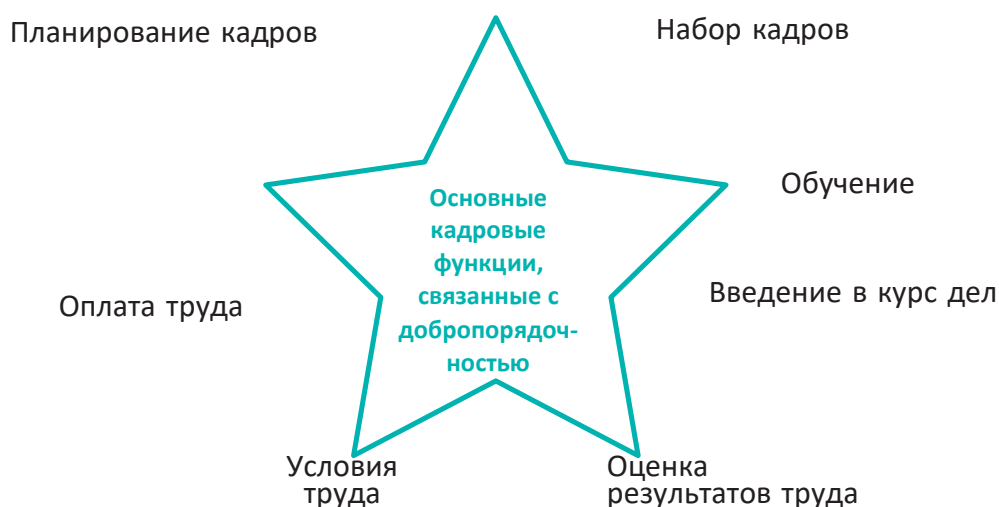 Планирование кадров
Набор кадров
Обучение
Основные
кадровые
функции,
связанные с
добропорядоч-
ностью
Оплата труда
Введение в курс дел
Условия
труда
Оценка
результатов труда